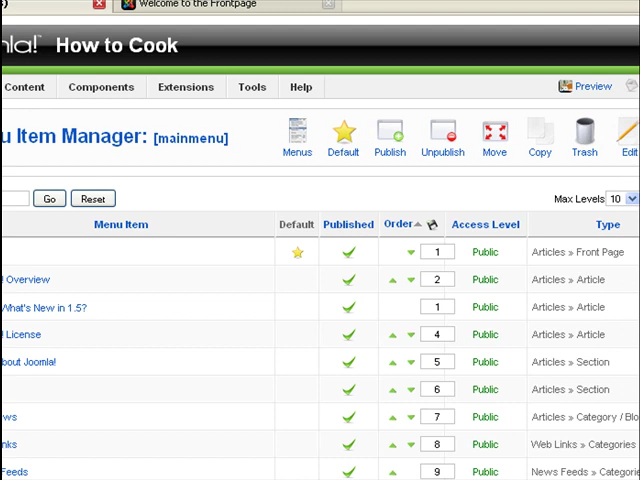 Welcome to the Frontpage
nla!™ How to Cook
Content Components Extensions Tools Help Preview
u Item Manager: [mainmenu] Menus Default Publish Unpublish Move Copy Trash Edit
Go Reset Max Levels 10
Menu Item Default Published Order Access Level Type
1 Public Articles » Front Page
! Overview 2 Public Articles » Article
What's New in 1.5? 1 Public Articles » Article
! License 4 Public Articles » Article
bout Joomla! 5 Public Articles » Section
6 Public Articles » Section
ws 7 Public Articles » Category / Blo
nks 8 Public Web Links » Categories
Feeds 9 Public News Feeds » Categories